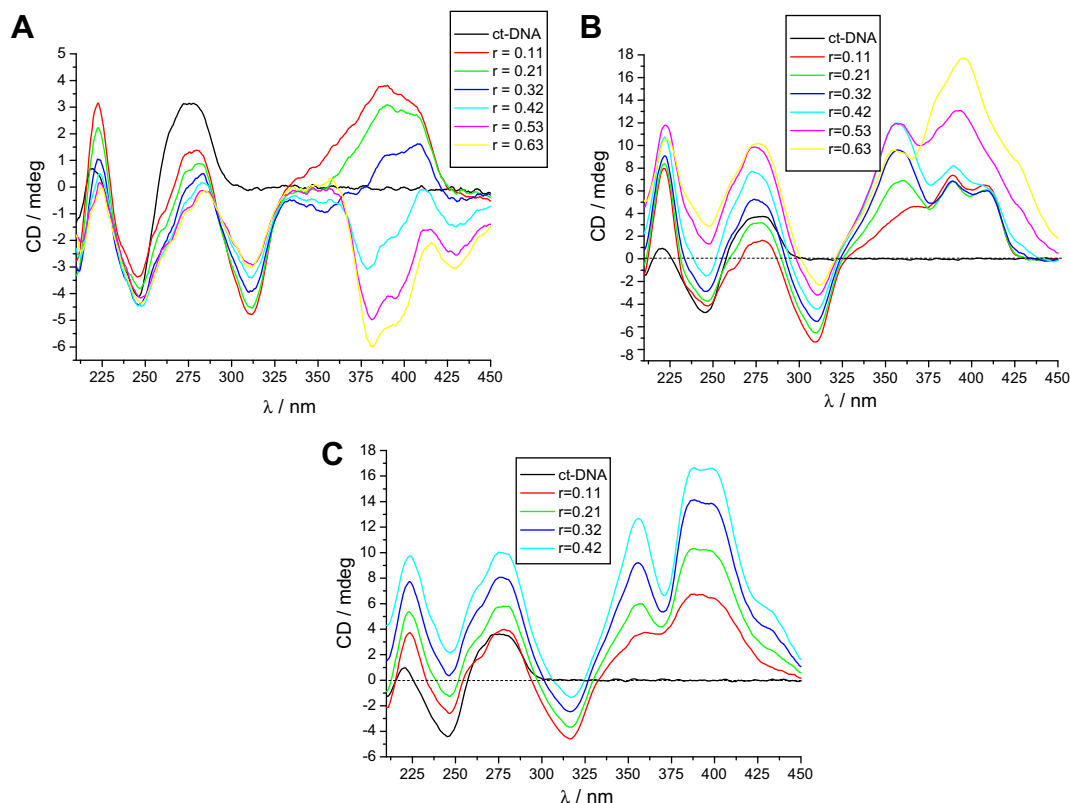 A
ct-DNA
r = 0.11
r = 0.21
r = 0.32
r = 0.42
r = 0.53
r = 0.63
5
4
3
2
1
0
-1
-2
-3
-4
-5
-6
CD / mdeg
225 250 275 300 325 350 375 400 425 450
λ / nm
B
ct-DNA
r=0.11
r=0.21
r=0.32
r=0.42
r=0.53
r=0.63
18
16
14
12
10
8
6
4
2
0
-2
-4
-6
-8
CD / mdeg
225 250 275 300 325 350 375 400 425 450
λ / nm
C
ct-DNA
r=0.11
r=0.21
r=0.32
r=0.42
18
16
14
12
10
8
6
4
2
0
-2
-4
-6
CD / mdeg
225 250 275 300 325 350 375 400 425 450
λ / nm